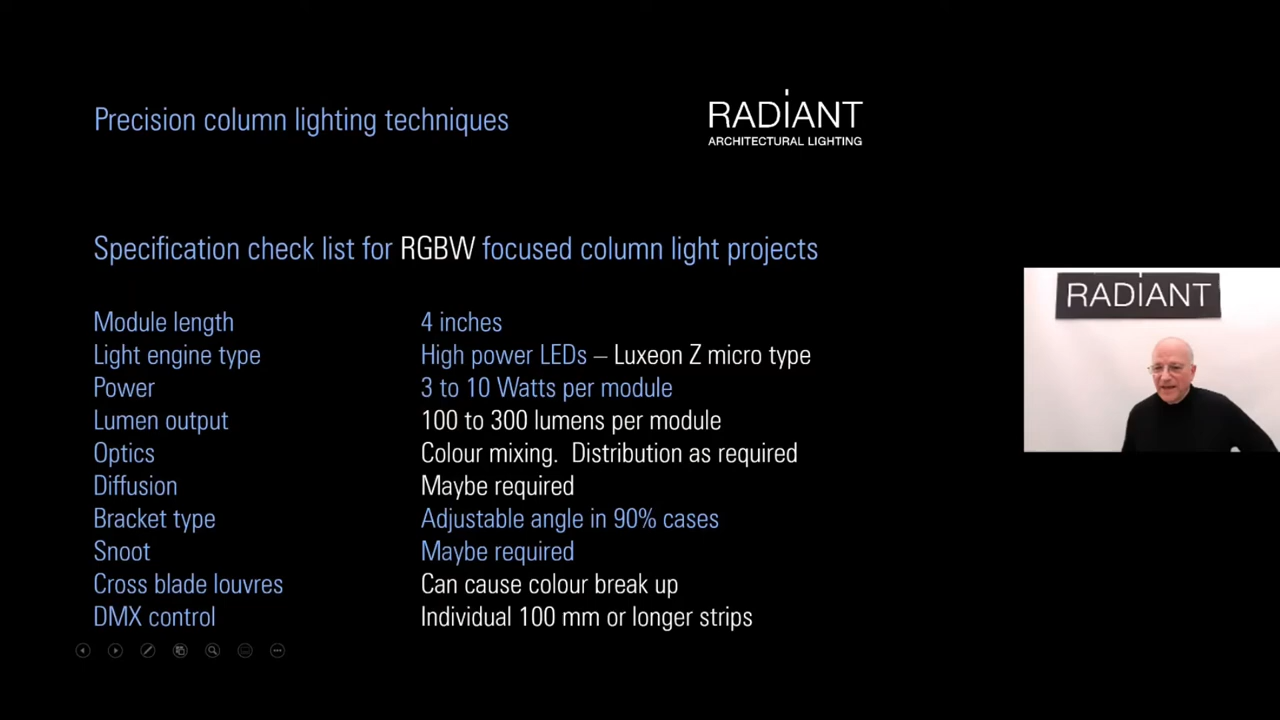 Precision column lighting techniques
RADiANT
ARCHITECTURAL LIGHTING
Specification check list for RGBW focused column light projects
Module length 4 inches
Light engine type High power LEDs – Luxeon Z micro type
Power 3 to 10 Watts per module
Lumen output 100 to 300 lumens per module
Optics Colour mixing. Distribution as required
Diffusion Maybe required
Bracket type Adjustable angle in 90% cases
Snoot Maybe required
Cross blade louvres Can cause colour break up
DMX control Individual 100 mm or longer strips
RADiANT